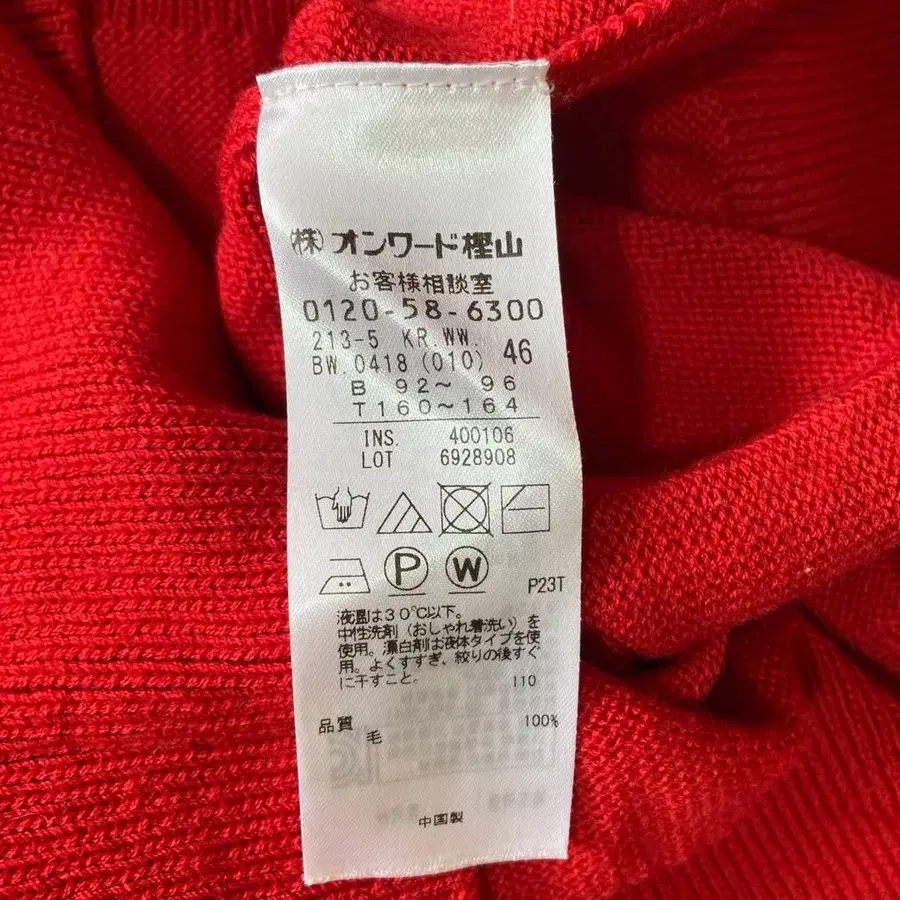 (株)オンワード樫山
お客様相談室
0120-58-6300
213-5 KR.WW.
BW.0418 (010) 46
B 92～ 96
T160～164
INS. 400106
LOT 6928908
P W P23T
液温は30℃以下。
中性洗剤（おしゃれ着洗い）を
使用。漂白剤は液体タイプを使
用。よくすすぎ、絞りの後すぐ
に干すこと。 110
品質 100%
毛
中国製